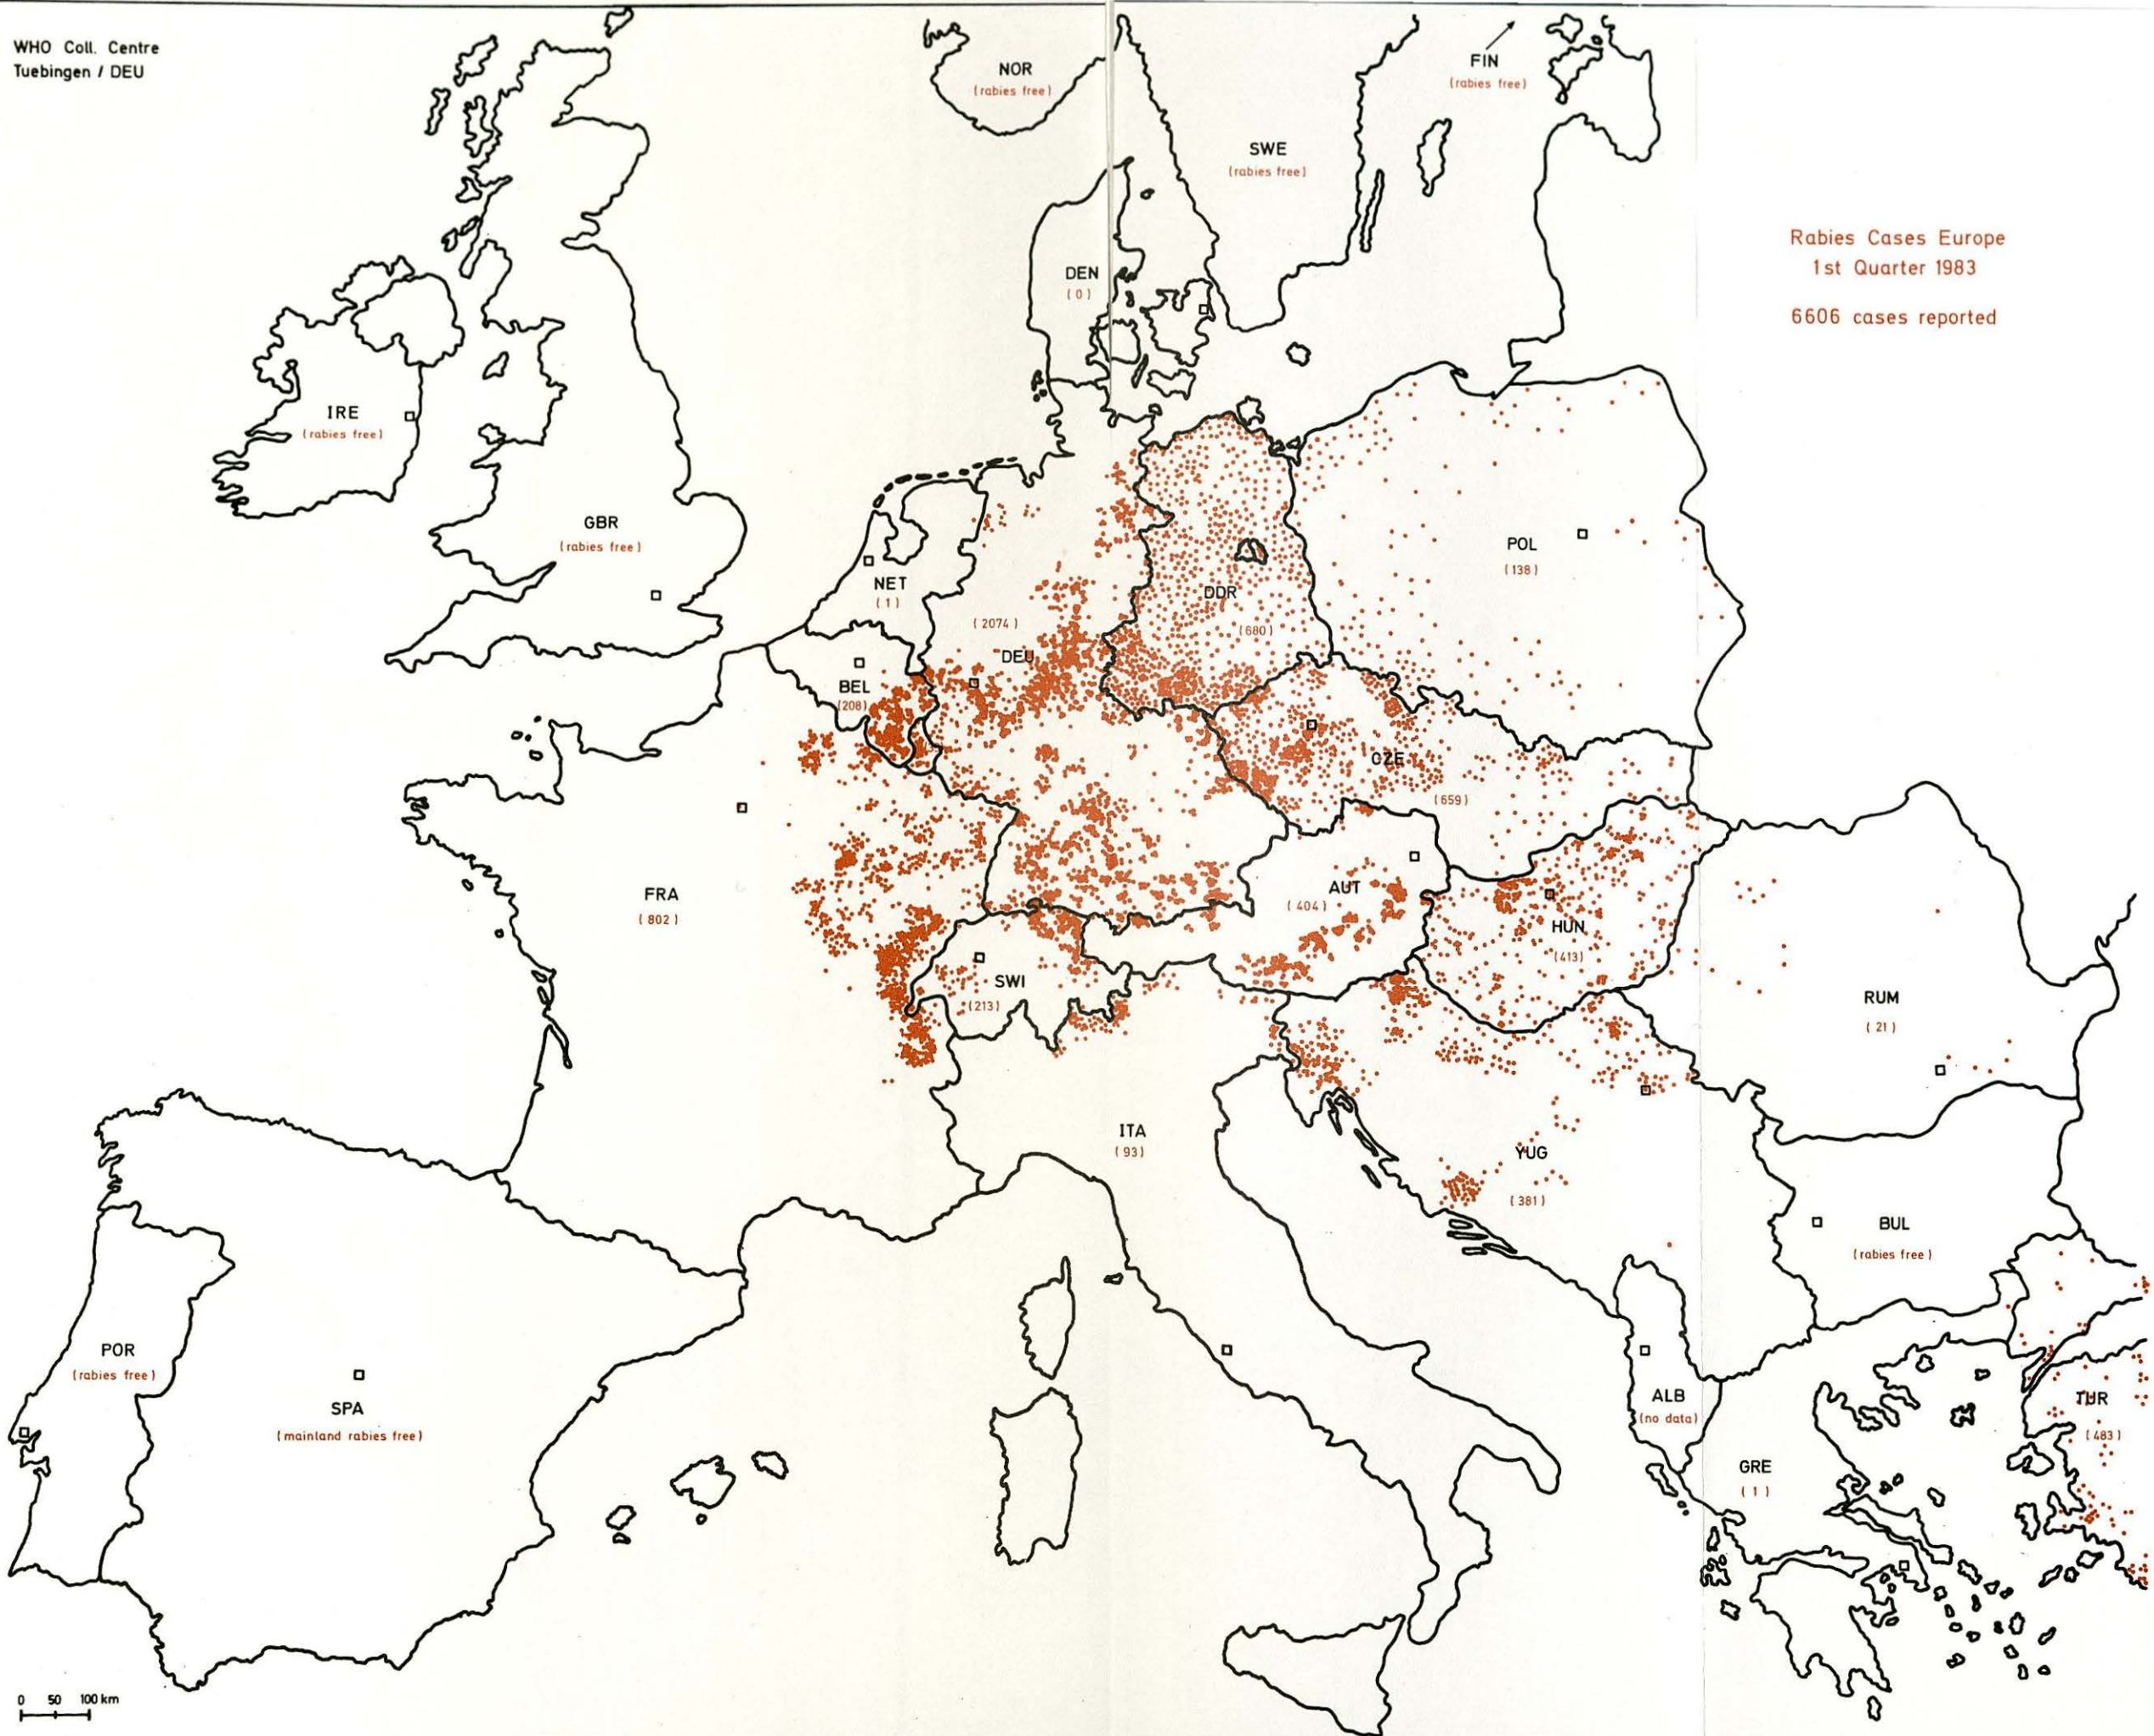 WHO Coll. Centre
Tuebingen / DEU
NOR
(rabies free)
FIN
(rabies free)
SWE
(rabies free)
Rabies Cases Europe
1st Quarter 1983
6606 cases reported
DEN
(0)
IRE
(rabies free)
GBR
(rabies free)
POL
(138)
NET
(1)
DDR
(680)
(2074)
DEU
BEL
(208)
CZE
(659)
FRA
(802)
AUT
(404)
HUN
(413)
SWI
(213)
RUM
(21)
ITA
(93)
YUG
(381)
BUL
(rabies free)
POR
(rabies free)
SPA
(mainland rabies free)
ALB
(no data)
TUR
(483)
GRE
(1)
0 50 100 km